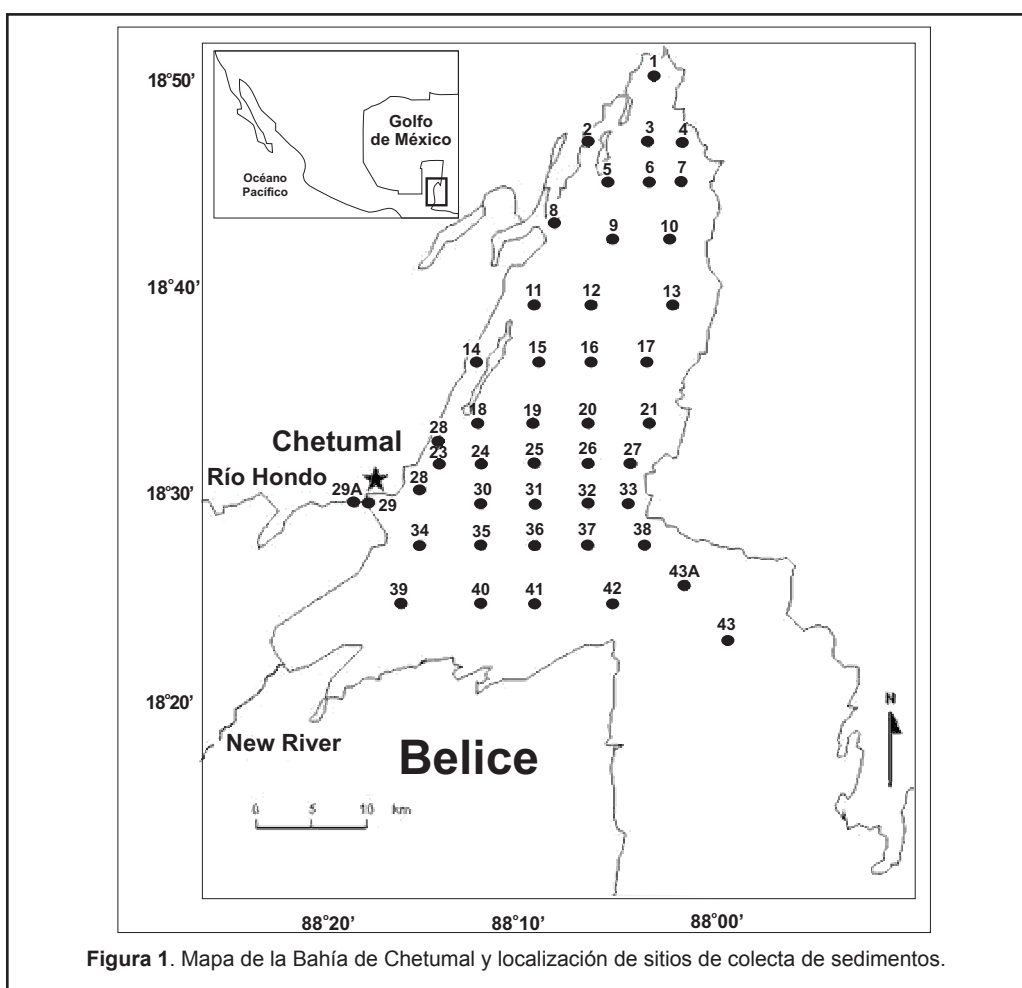 Golfo
de México
Océano
Pacífico
18°50'
18°40'
18°30'
18°20'
1
2 3 4
5 6 7
8
9 10
11 12 13
14 15 16 17
18 19 20 21
28
23 24 25 26 27
Chetumal
Río Hondo
28
29A 29
30 31 32 33
34 35 36 37 38
43A
39 40 41 42
43
New River
Belice
N
0 5 10 km
88°20' 88°10' 88°00'
Figura 1. Mapa de la Bahía de Chetumal y localización de sitios de colecta de sedimentos.